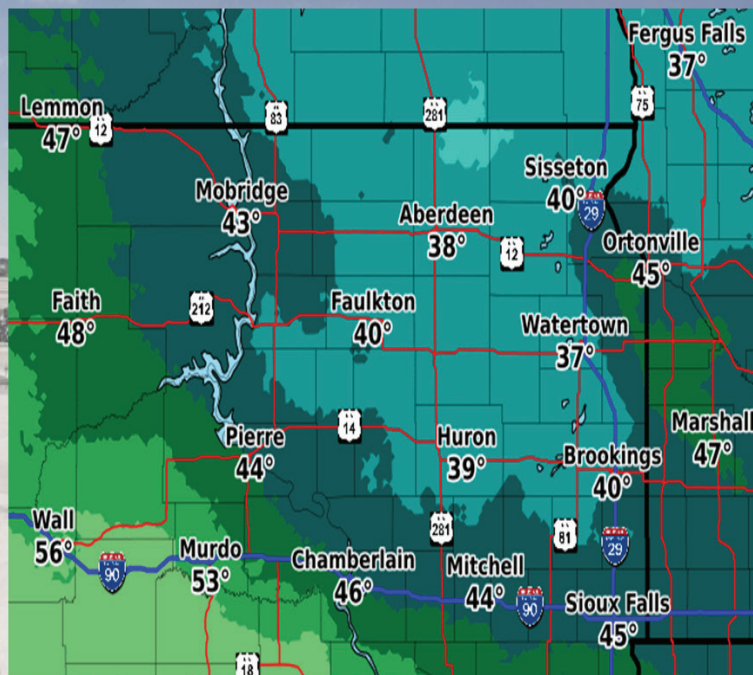 Fergus Falls
37°
Lemmon
47°
12
83
281
75
Sisseton
40°
29
Mobridge
43°
Aberdeen
38°
12
Ortonville
45°
Faith
48°
212
Faulkton
40°
Watertown
37°
14
Pierre
44°
Huron
39°
Marshall
47°
Brookings
40°
Wall
56°
90
Murdo
53°
Chamberlain
46°
281
Mitchell
44°
81
29
90
Sioux Falls
45°
18